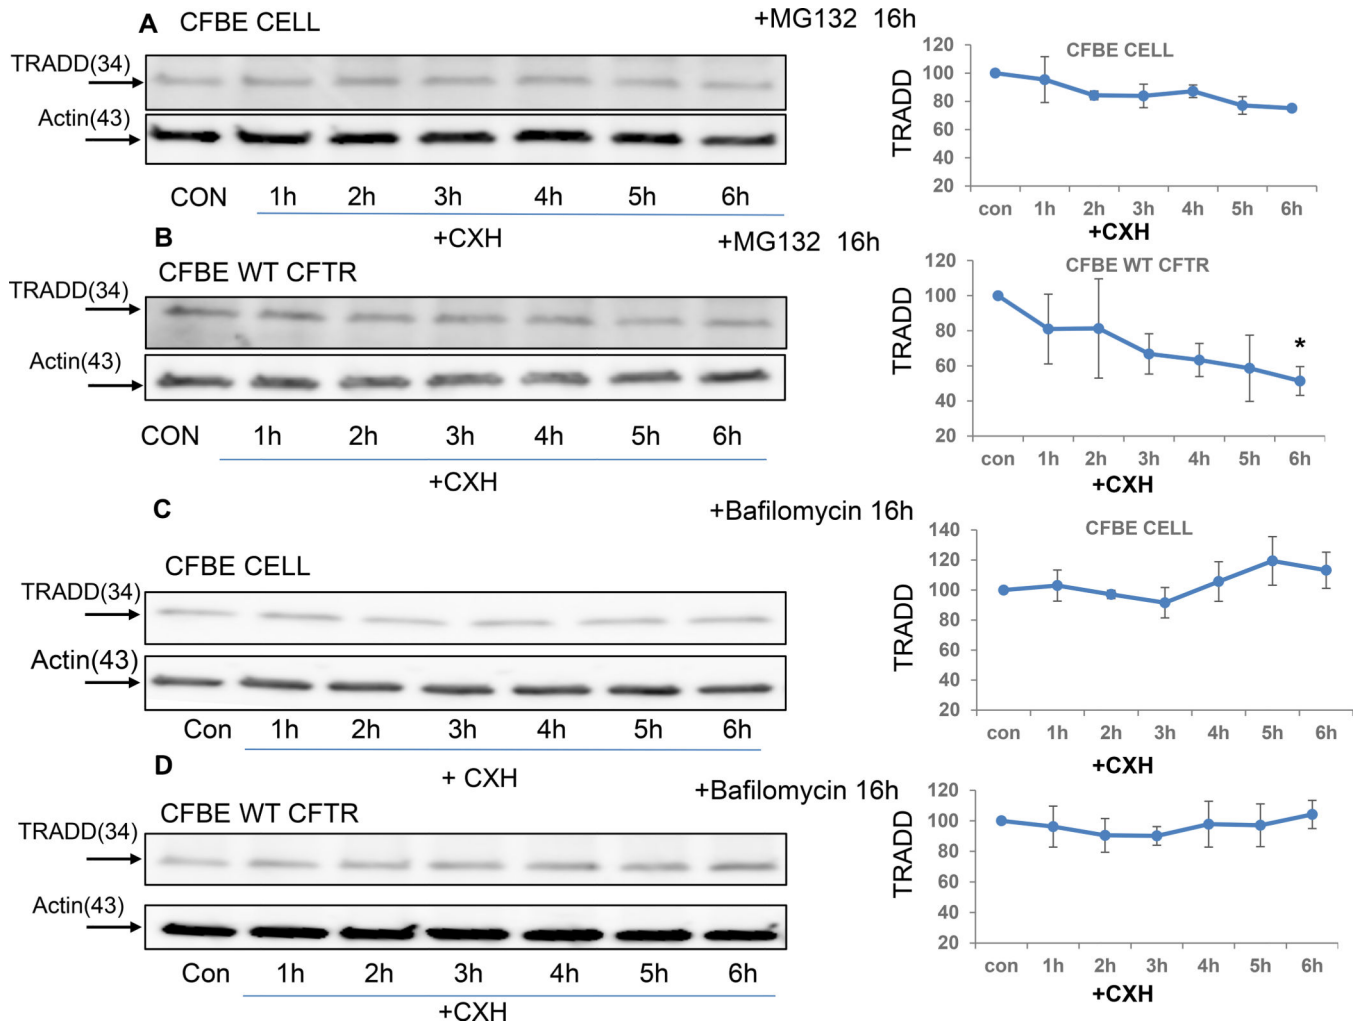 A CFBE CELL +MG132 16h
TRADD(34)
Actin(43)
CON 1h 2h 3h 4h 5h 6h
+CXH
120
100
80
60
40
20
TRADD
CFBE CELL
con 1h 2h 3h 4h 5h 6h
+CXH
B +MG132 16h
CFBE WT CFTR
TRADD(34)
Actin(43)
CON 1h 2h 3h 4h 5h 6h
+CXH
120
100
80
60
40
20
TRADD
CFBE WT CFTR
*
con 1h 2h 3h 4h 5h 6h
+CXH
C +Bafilomycin 16h
CFBE CELL
TRADD(34)
Actin(43)
Con 1h 2h 3h 4h 5h 6h
+ CXH
140
120
100
80
60
40
20
TRADD
CFBE CELL
con 1h 2h 3h 4h 5h 6h
+CXH
D +Bafilomycin 16h
CFBE WT CFTR
TRADD(34)
Actin(43)
Con 1h 2h 3h 4h 5h 6h
+CXH
120
100
80
60
40
20
TRADD
con 1h 2h 3h 4h 5h 6h
+CXH